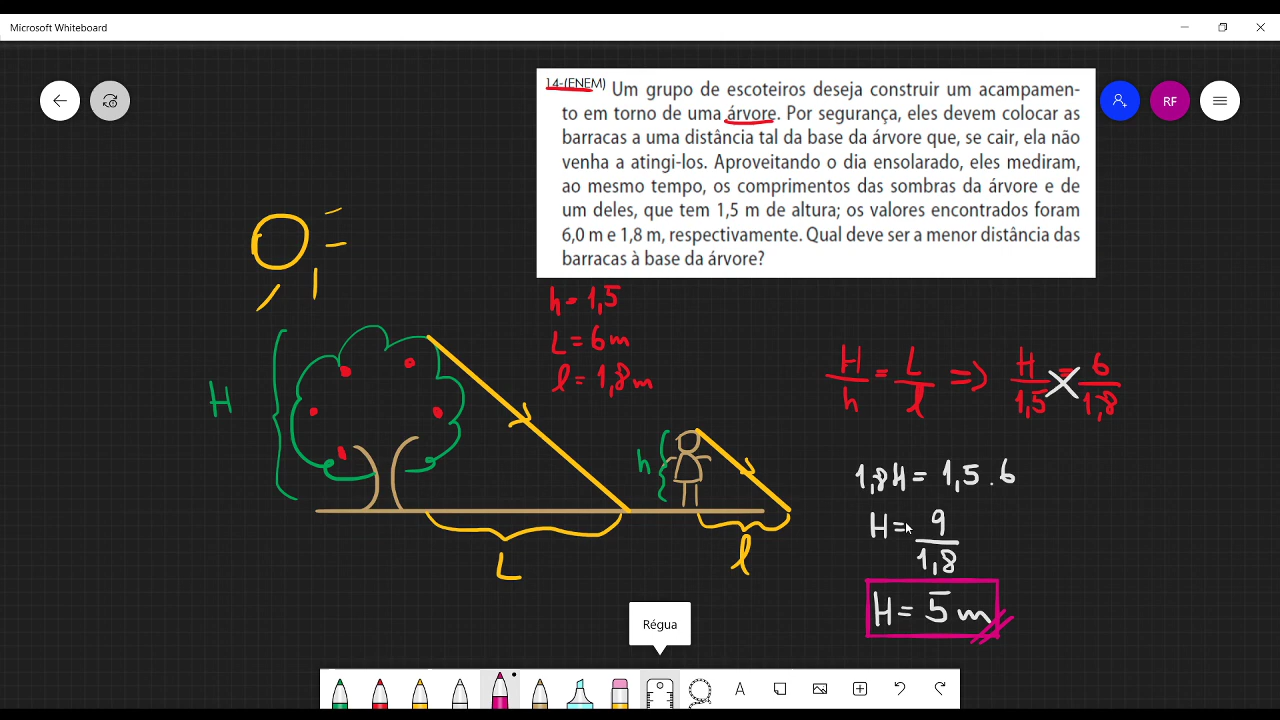 Microsoft Whiteboard
14-(ENEM) Um grupo de escoteiros deseja construir um acampamen-
to em torno de uma árvore. Por segurança, eles devem colocar as
barracas a uma distância tal da base da árvore que, se cair, ela não
venha a atingi-los. Aproveitando o dia ensolarado, eles mediram,
ao mesmo tempo, os comprimentos das sombras da árvore e de
um deles, que tem 1,5 m de altura; os valores encontrados foram
6,0 m e 1,8 m, respectivamente. Qual deve ser a menor distância das
barracas à base da árvore?
RF
h = 1,5
L = 6m
l = 1,8m
H/h = L/l => H/1,5 = 6/1,8
1,8H = 1,5 . 6
H = 9/1,8
H = 5 m
H
h
L
l
Régua
A